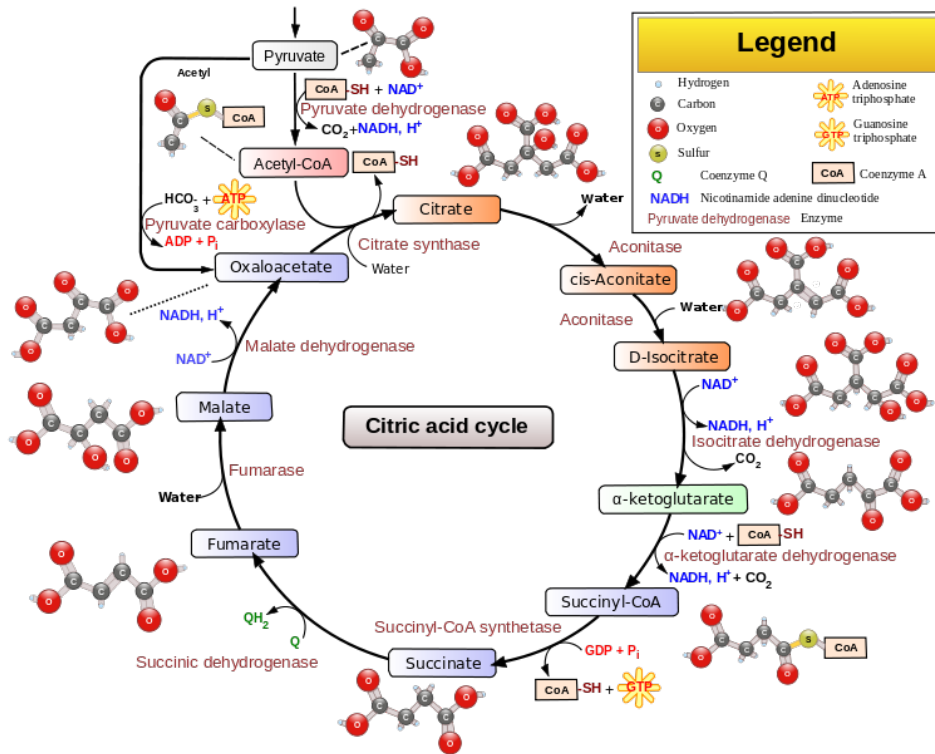 Pyruvate
Acetyl
CoA-SH + NAD⁺
Pyruvate dehydrogenase
CO₂+NADH, H⁺
S CoA
Acetyl-CoA
CoA-SH
HCO₃⁻ + ATP
Pyruvate carboxylase
ADP + Pᵢ
Oxaloacetate
Citrate
Citrate synthase
Water
Water
Aconitase
cis-Aconitate
Water
Aconitase
D-Isocitrate
NAD⁺
NADH, H⁺
Isocitrate dehydrogenase
CO₂
α-ketoglutarate
NAD⁺ + CoA-SH
α-ketoglutarate dehydrogenase
NADH, H⁺ + CO₂
Succinyl-CoA
S CoA
Succinyl-CoA synthetase
GDP + Pᵢ
CoA-SH + GTP
Succinate
QH₂
Q
Succinic dehydrogenase
Fumarate
Water
Fumarase
Malate
NADH, H⁺
NAD⁺
Malate dehydrogenase
Citric acid cycle
Legend
Hydrogen
C Carbon
O Oxygen
S Sulfur
Q Coenzyme Q
NADH Nicotinamide adenine dinucleotide
Pyruvate dehydrogenase Enzyme
ATP Adenosine
triphosphate
GTP Guanosine
triphosphate
CoA Coenzyme A